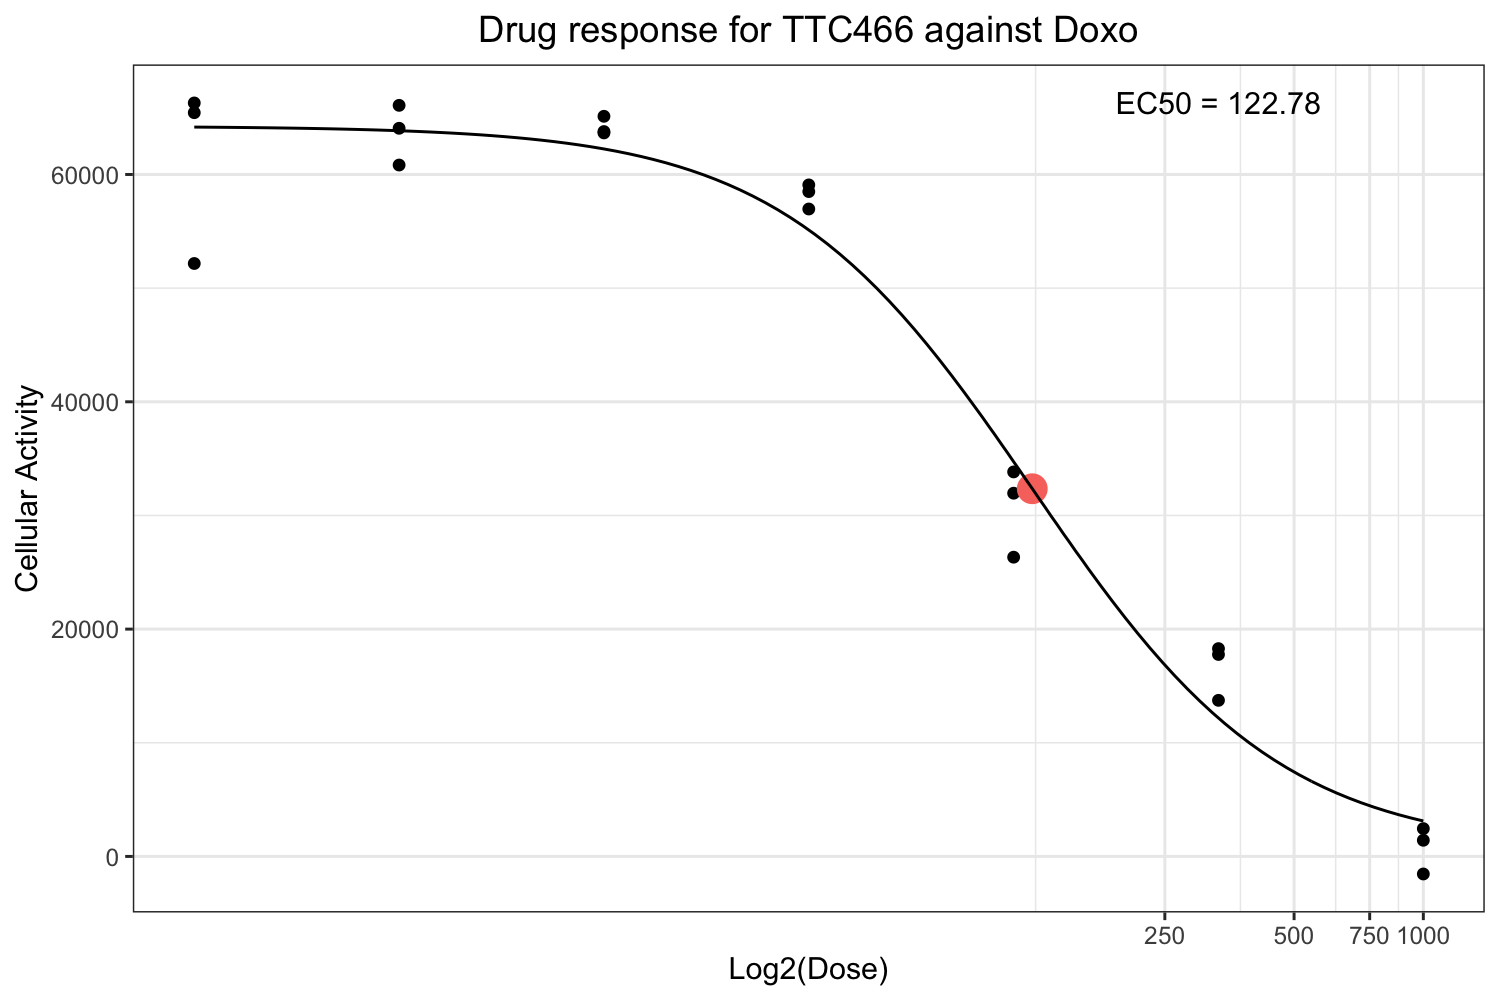 Drug response for TTC466 against Doxo
EC50 = 122.78
60000
40000
20000
0
Cellular Activity
250 500 750 1000
Log2(Dose)